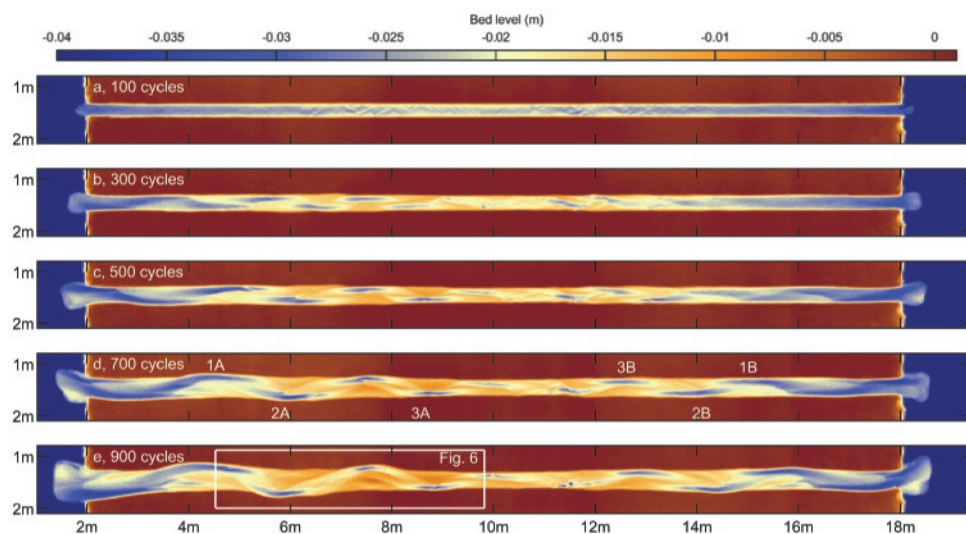 Bed level (m)
-0.04 -0.035 -0.03 -0.025 -0.02 -0.015 -0.01 -0.005 0
1m
a, 100 cycles
2m
1m
b, 300 cycles
2m
1m
c, 500 cycles
2m
1m
d, 700 cycles 1A 3B 1B
2m 2A 3A 2B
1m
e, 900 cycles Fig. 6
2m
2m 4m 6m 8m 10m 12m 14m 16m 18m